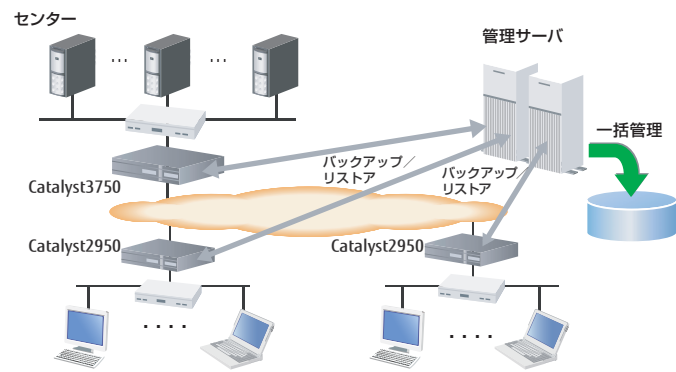 センター
管理サーバ
一括管理
バックアップ／
リストア
バックアップ／
リストア
Catalyst3750
Catalyst2950
Catalyst2950